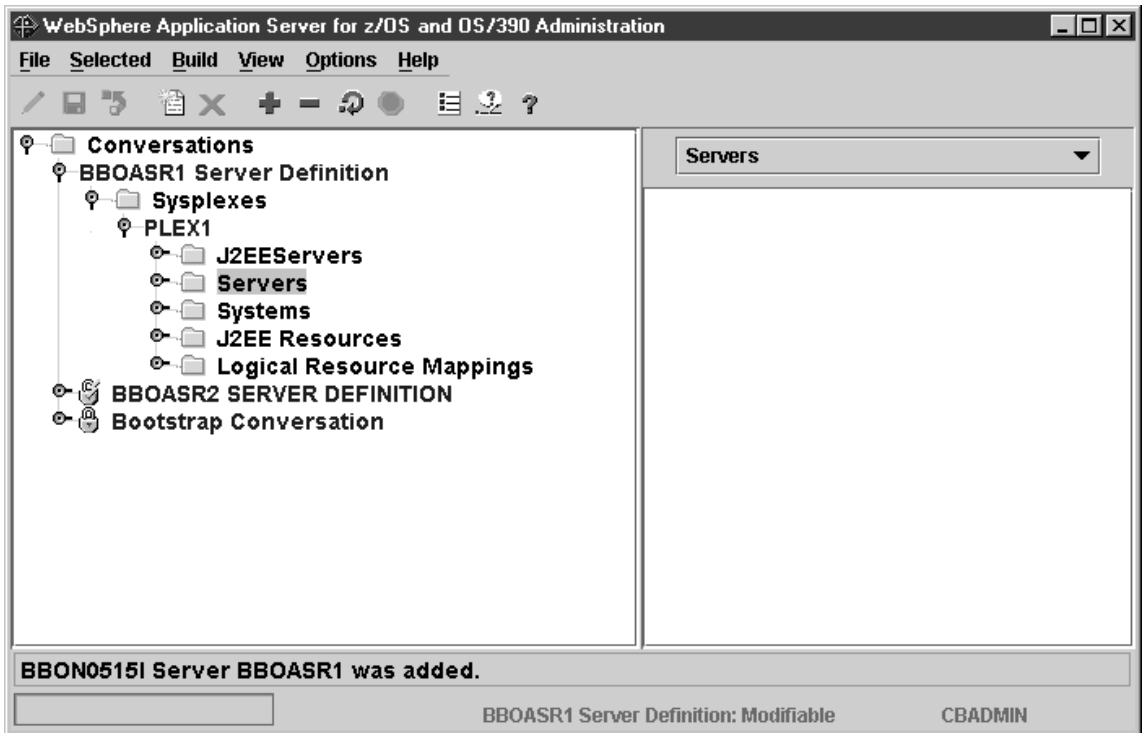 WebSphere Application Server for z/OS and OS/390 Administration
File Selected Build View Options Help
Conversations
BBOASR1 Server Definition
Sysplexes
PLEX1
J2EEServers
Servers
Systems
J2EE Resources
Logical Resource Mappings
BBOASR2 SERVER DEFINITION
Bootstrap Conversation
Servers
BBON0515I Server BBOASR1 was added.
BBOASR1 Server Definition: Modifiable CBADMIN